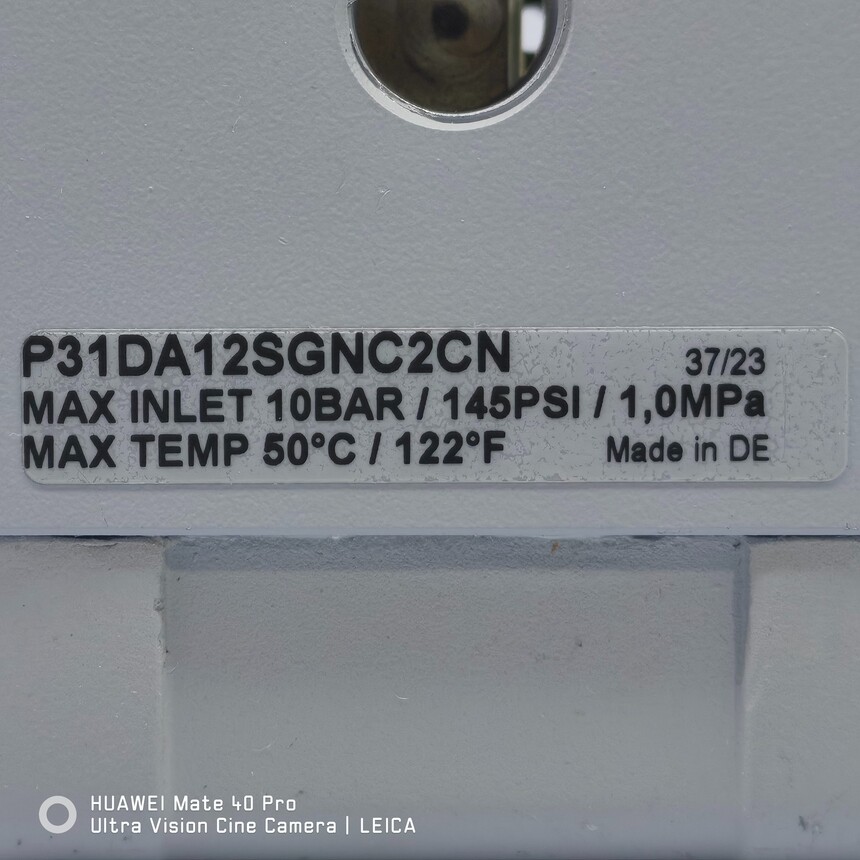 P31DA12SGNC2CN 37/23
MAX INLET 10BAR / 145PSI / 1,0MPa
MAX TEMP 50°C / 122°F Made in DE
HUAWEI Mate 40 Pro
Ultra Vision Cine Camera | LEICA